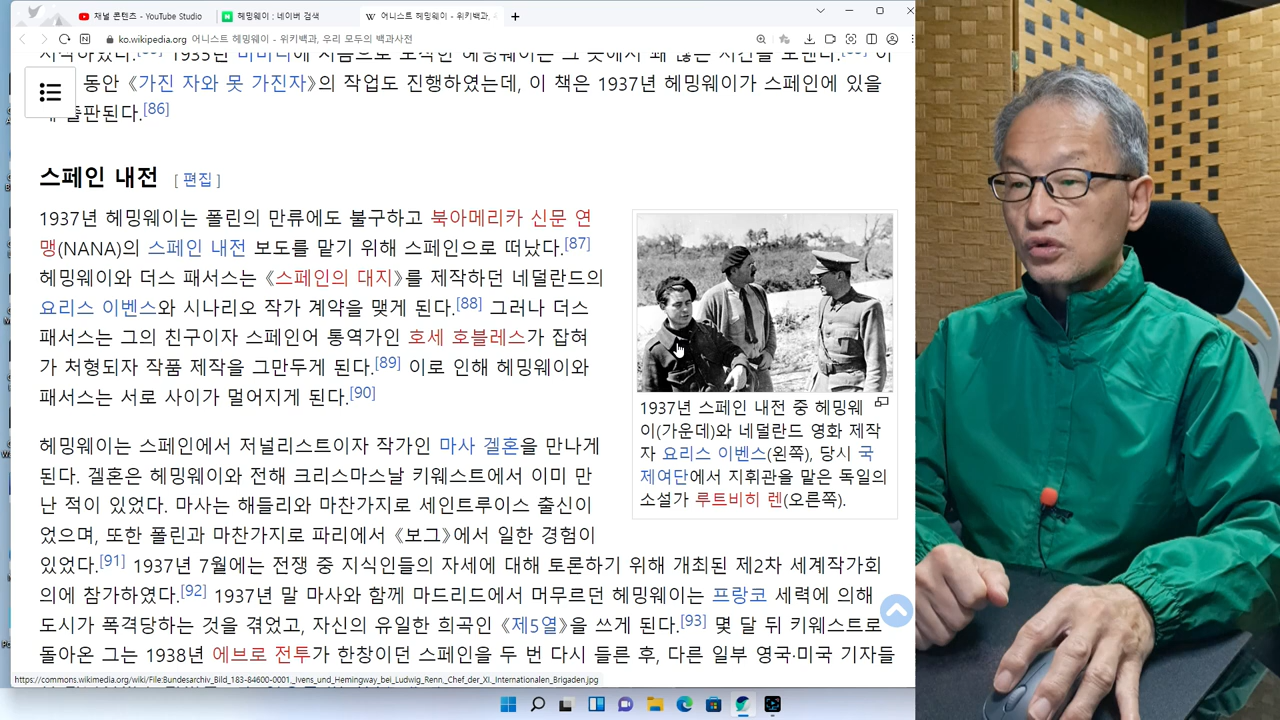 재널 콘텐츠 - YouTube Studio
헤밍웨이 : 네이버 검색
어니스트 헤밍웨이 - 위키백과,
ko.wikipedia.org 어니스트 헤밍웨이 - 위키백과, 우리 모두의 백과사전
동안 《가진 자와 못 가진자》의 작업도 진행하였는데, 이 책은 1937년 헤밍웨이가 스페인에 있을
출판된다.[86]
스페인 내전 [ 편집 ]
1937년 헤밍웨이는 폴린의 만류에도 불구하고 북아메리카 신문 연
맹(NANA)의 스페인 내전 보도를 맡기 위해 스페인으로 떠났다.[87]
헤밍웨이와 더스 패서스는 《스페인의 대지》를 제작하던 네덜란드의
요리스 이벤스와 시나리오 작가 계약을 맺게 된다.[88] 그러나 더스
패서스는 그의 친구이자 스페인어 통역가인 호세 호블레스가 잡혀
가 처형되자 작품 제작을 그만두게 된다.[89] 이로 인해 헤밍웨이와
패서스는 서로 사이가 멀어지게 된다.[90]
1937년 스페인 내전 중 헤밍웨
이(가운데)와 네덜란드 영화 제작
자 요리스 이벤스(왼쪽), 당시 국
제여단에서 지휘관을 맡은 독일의
소설가 루트비히 렌(오른쪽).
헤밍웨이는 스페인에서 저널리스트이자 작가인 마사 겔혼을 만나게
된다. 겔혼은 헤밍웨이와 전해 크리스마스날 키웨스트에서 이미 만
난 적이 있었다. 마사는 해들리와 마찬가지로 세인트루이스 출신이
었으며, 또한 폴린과 마찬가지로 파리에서 《보그》에서 일한 경험이
있었다.[91] 1937년 7월에는 전쟁 중 지식인들의 자세에 대해 토론하기 위해 개최된 제2차 세계작가회
의에 참가하였다.[92] 1937년 말 마사와 함께 마드리드에서 머무르던 헤밍웨이는 프랑코 세력에 의해
도시가 폭격당하는 것을 겪었고, 자신의 유일한 희곡인 《제5열》을 쓰게 된다.[93] 몇 달 뒤 키웨스트로
돌아온 그는 1938년 에브로 전투가 한창이던 스페인을 두 번 다시 들른 후, 다른 일부 영국·미국 기자들
https://commons.wikimedia.org/wiki/File:Bundesarchiv_Bild_183-84600-0001_Ivens_und_Hemingway_bei_Ludwig_Renn,_Chef_der_XI._Internationalen_Brigaden.jpg